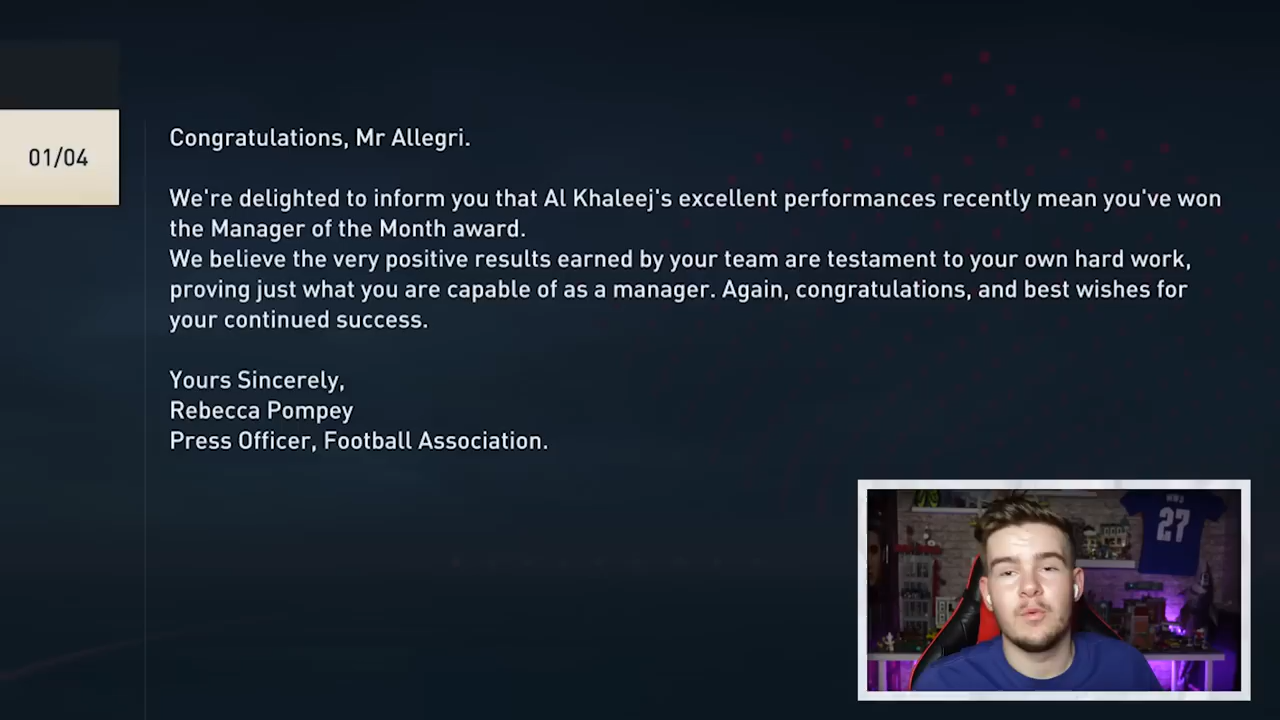 01/04
Congratulations, Mr Allegri.
We're delighted to inform you that Al Khaleej's excellent performances recently mean you've won
the Manager of the Month award.
We believe the very positive results earned by your team are testament to your own hard work,
proving just what you are capable of as a manager. Again, congratulations, and best wishes for
your continued success.
Yours Sincerely,
Rebecca Pompey
Press Officer, Football Association.
27